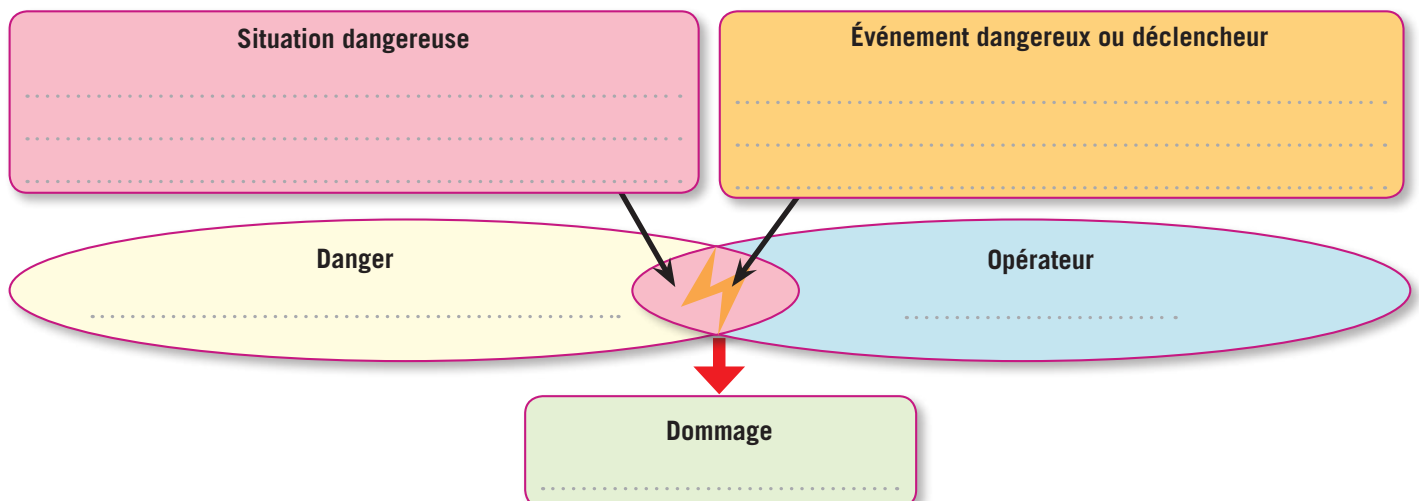 Situation dangereuse
Événement dangereux ou déclencheur
Danger
Opérateur
Dommage